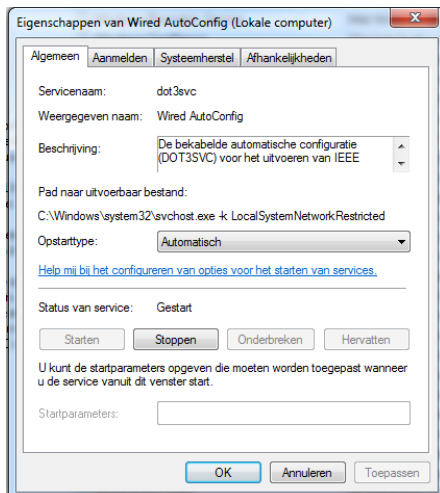 Eigenschappen van Wired AutoConfig (Lokale computer)
Algemeen Aanmelden Systeemherstel Afhankelijkheden
Servicenaam: dot3svc
Weergegeven naam: Wired AutoConfig
Beschrijving: De bekabelde automatische configuratie
(DOT3SVC) voor het uitvoeren van IEEE
Pad naar uitvoerbaar bestand:
C:\Windows\system32\svchost.exe -k LocalSystemNetworkRestricted
Opstarttype: Automatisch
Help mij bij het configureren van opties voor het starten van services.
Status van service: Gestart
Starten Stoppen Onderbreken Hervatten
U kunt de startparameters opgeven die moeten worden toegepast wanneer
u de service vanuit dit venster start.
Startparameters:
OK Annuleren Toepassen